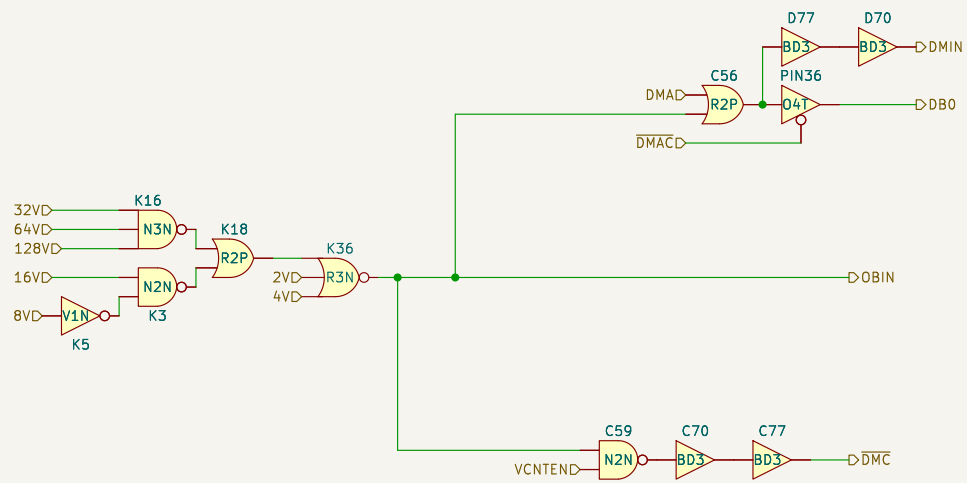 D77
D70
BD3
BD3
DMIN
C56
PIN36
DMA
R2P
O4T
DB0
DMAC
K16
32V
64V
N3N
128V
K18
R2P
K36
16V
N2N
2V
R3N
OBIN
4V
8V
V1N
K3
K5
C59
C70
C77
N2N
BD3
BD3
DMC
VCNTEN